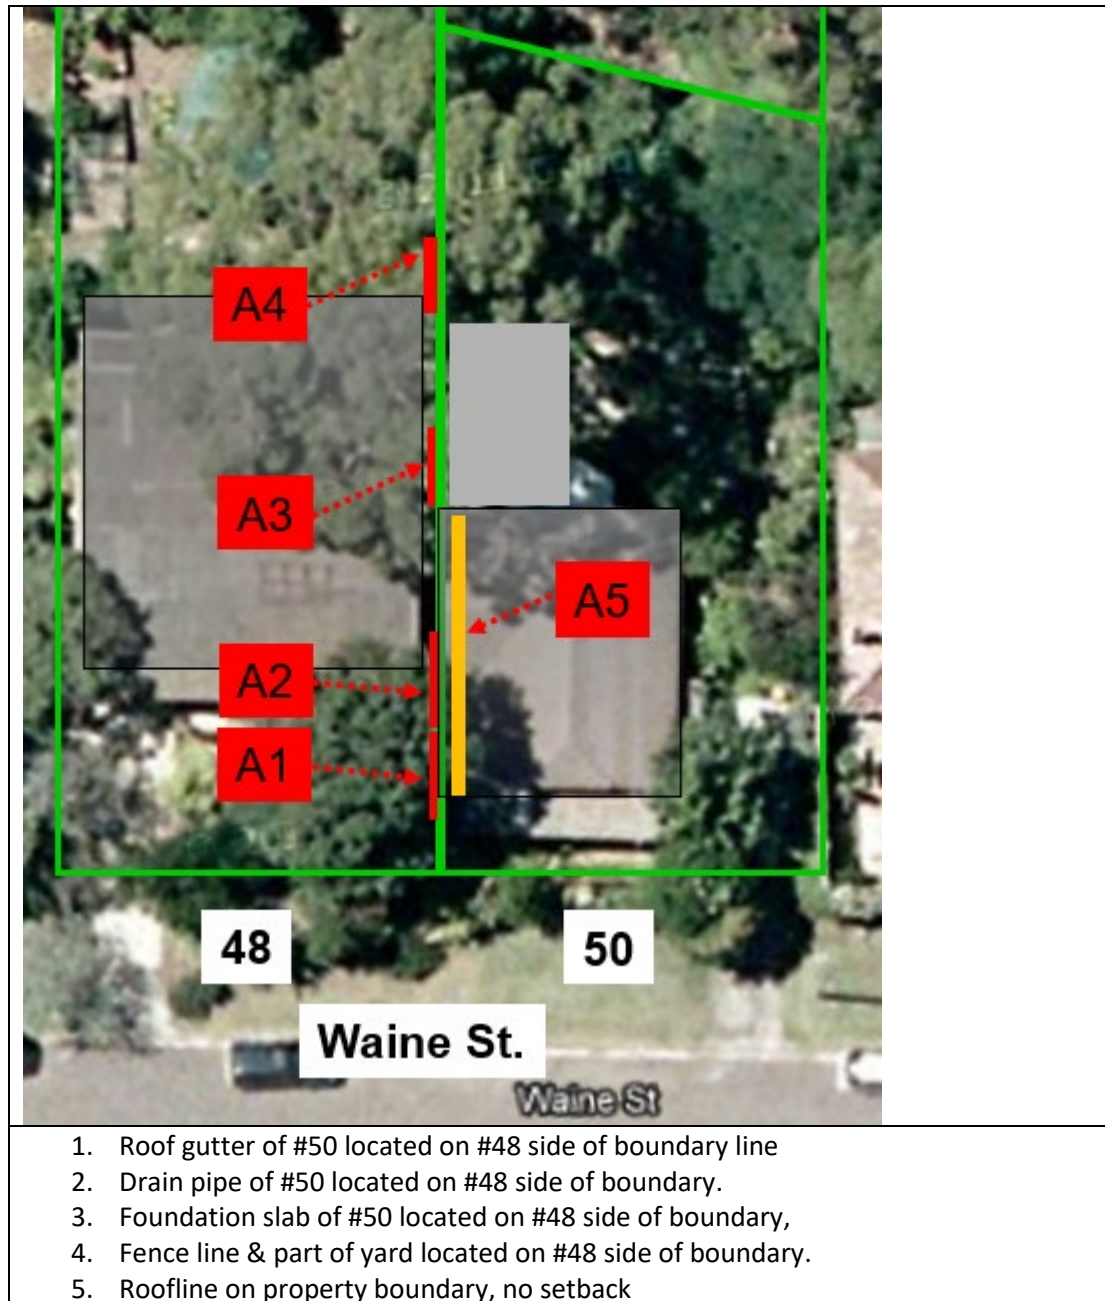 A4
A3
A5
A2
A1
48
50
Waine St.
Waine St
1. Roof gutter of #50 located on #48 side of boundary line
2. Drain pipe of #50 located on #48 side of boundary.
3. Foundation slab of #50 located on #48 side of boundary,
4. Fence line & part of yard located on #48 side of boundary.
5. Roofline on property boundary, no setback